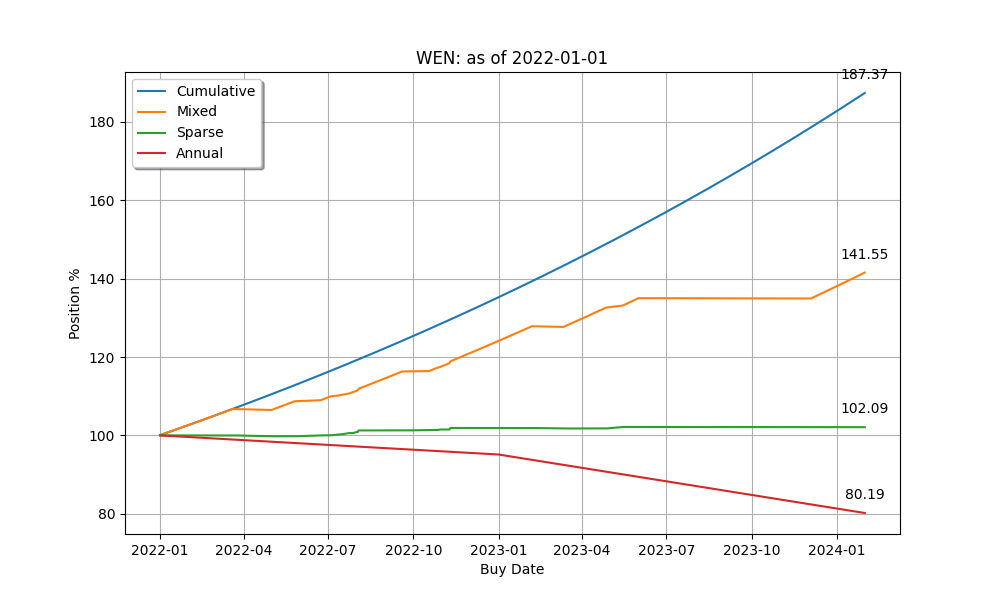 WEN: as of 2022-01-01
187.37
Cumulative
Mixed
Sparse
Annual
180
160
141.55
140
120
102.09
100
80.19
80
Position %
2022-01 2022-04 2022-07 2022-10 2023-01 2023-04 2023-07 2023-10 2024-01
Buy Date